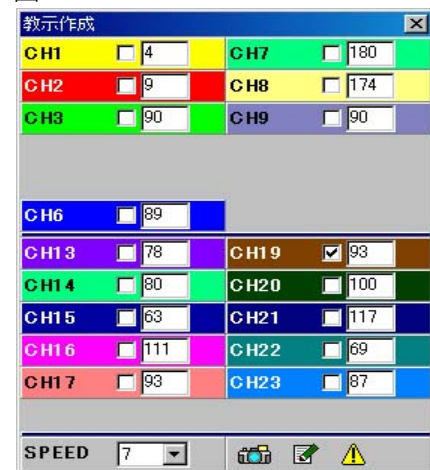 教示作成
CH1 4 CH7 180
CH2 9 CH8 174
CH3 90 CH9 90
CH6 89
CH13 78 CH19 93
CH14 80 CH20 100
CH15 63 CH21 117
CH16 111 CH22 69
CH17 93 CH23 87
SPEED 7